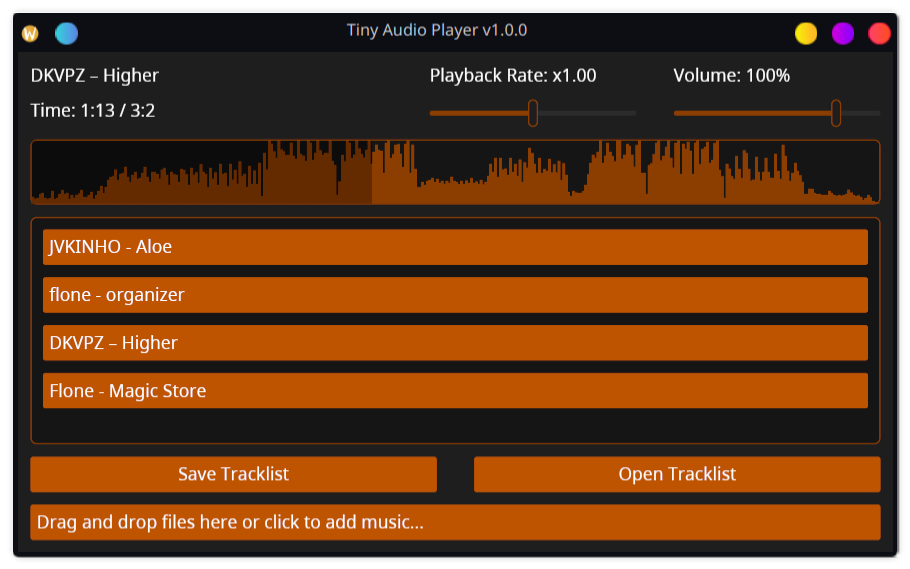 W
Tiny Audio Player v1.0.0
DKVPZ – Higher
Playback Rate: x1.00
Volume: 100%
Time: 1:13 / 3:2
JVKINHO - Aloe
flone - organizer
DKVPZ – Higher
Flone - Magic Store
Save Tracklist
Open Tracklist
Drag and drop files here or click to add music...